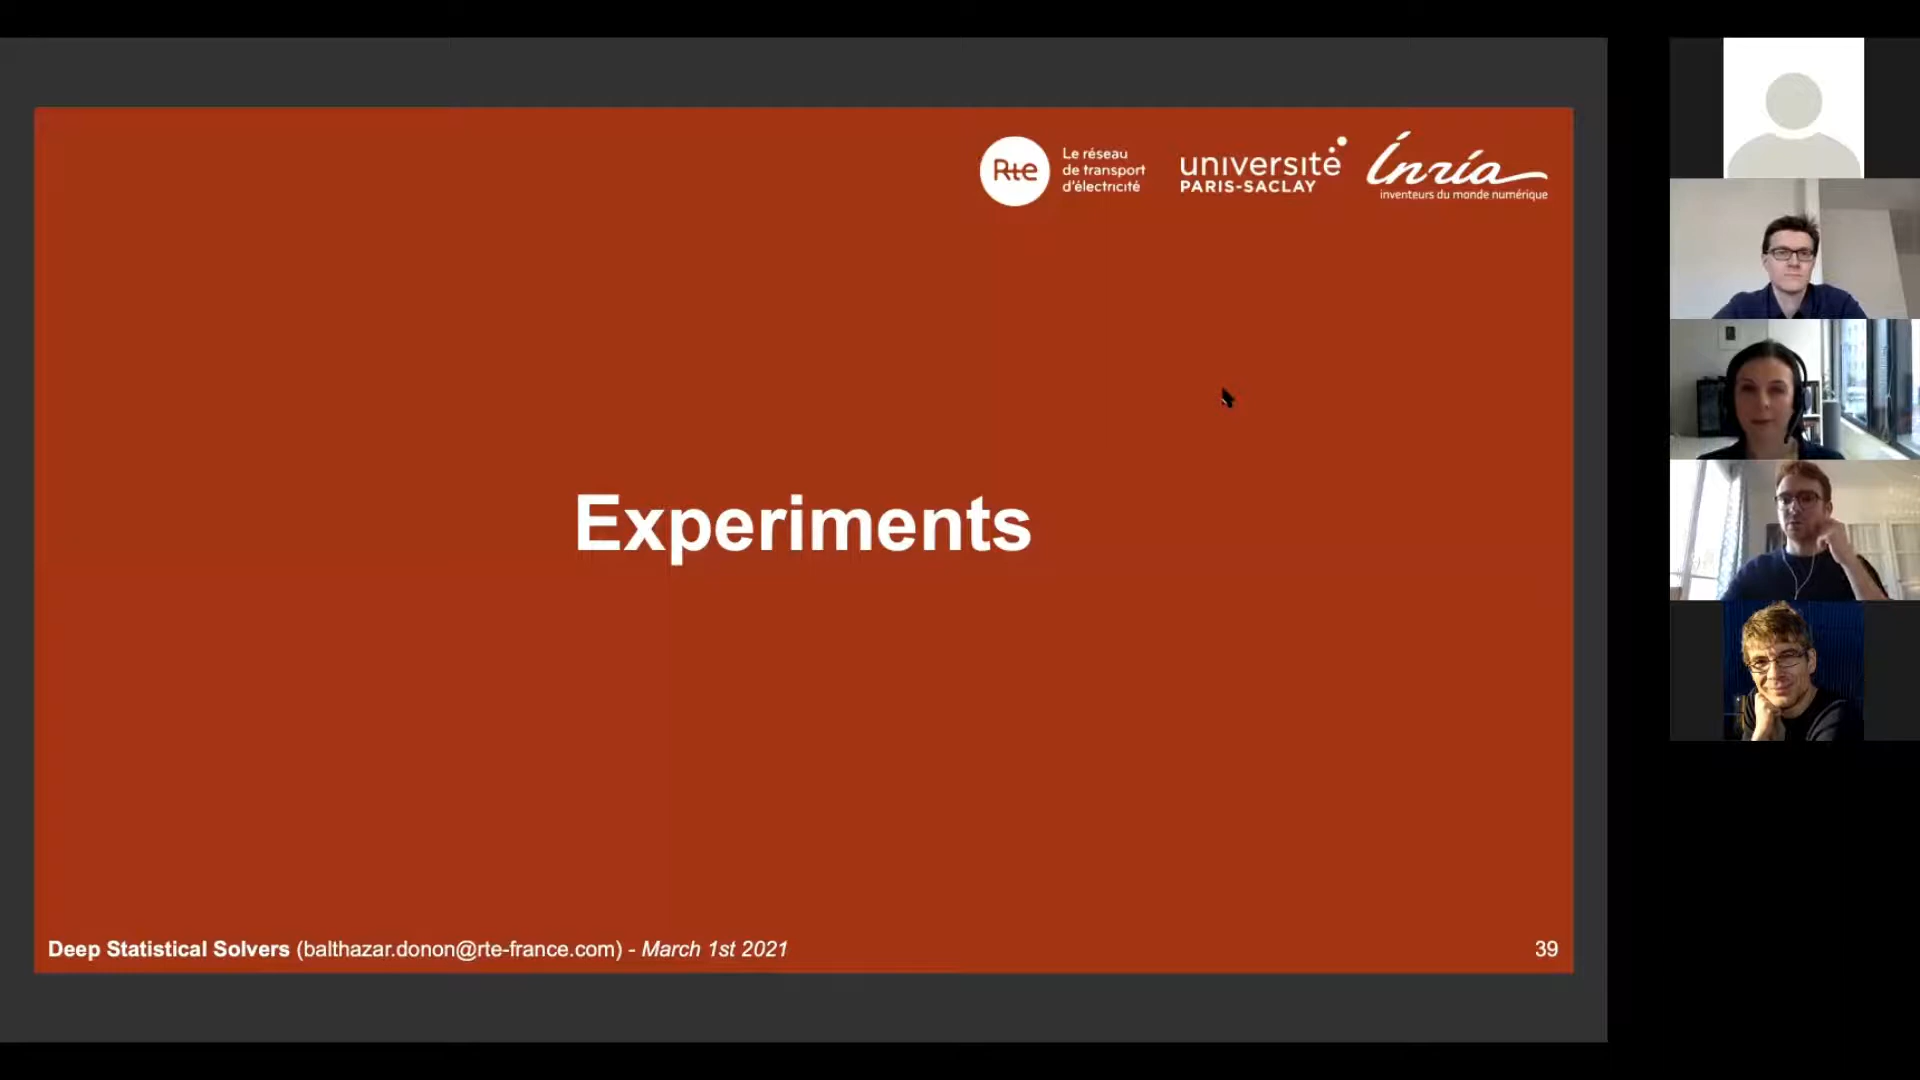 Rte
Le réseau
de transport
d'électricité
université
PARIS-SACLAY
Inria
inventeurs du monde numérique
Experiments
Deep Statistical Solvers (balthazar.donon@rte-france.com) - March 1st 2021
39